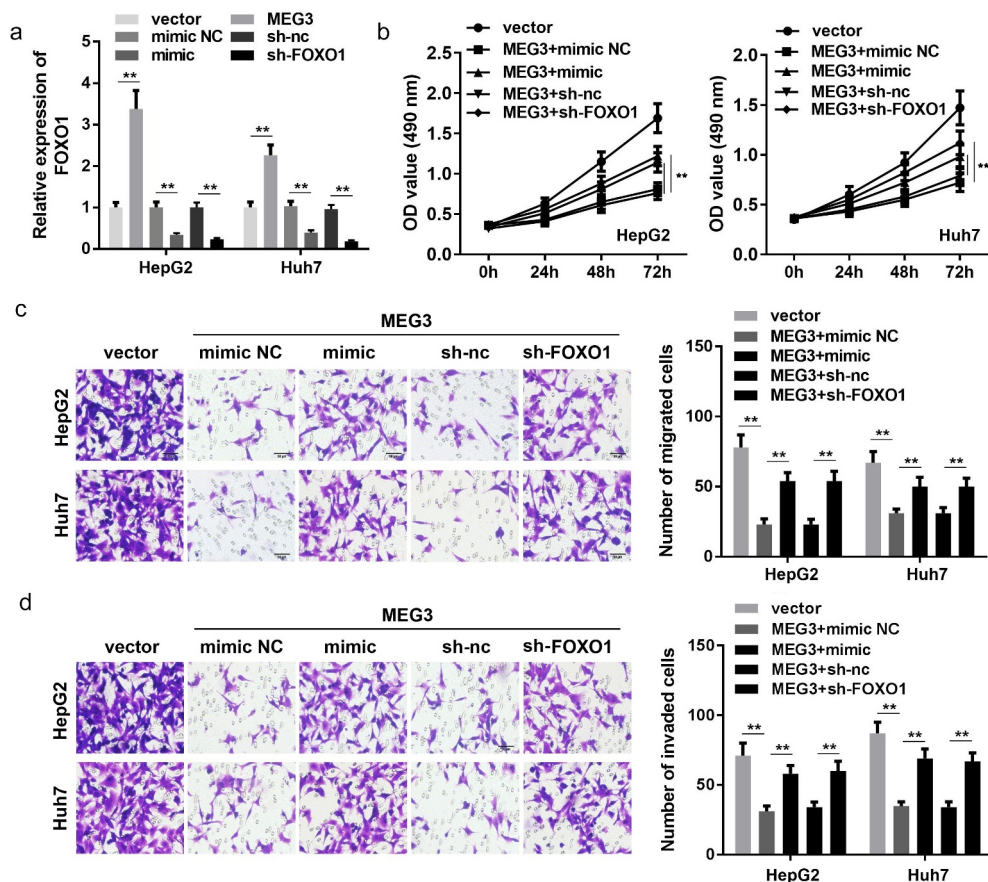 a
vector
MEG3
mimic NC
sh-nc
mimic
sh-FOXO1
Relative expression of
FOXO1
5
4
3
2
1
0
**
**
**
**
**
**
HepG2
Huh7
b
vector
MEG3+mimic NC
MEG3+mimic
MEG3+sh-nc
MEG3+sh-FOXO1
OD value (490 nm)
2.0
1.5
1.0
0.5
0.0
**
HepG2
0h 24h 48h 72h
vector
MEG3+mimic NC
MEG3+mimic
MEG3+sh-nc
MEG3+sh-FOXO1
OD value (490 nm)
2.0
1.5
1.0
0.5
0.0
**
Huh7
0h 24h 48h 72h
c
MEG3
vector mimic NC mimic sh-nc sh-FOXO1
HepG2
Huh7
vector
MEG3+mimic NC
MEG3+mimic
MEG3+sh-nc
MEG3+sh-FOXO1
Number of migrated cells
150
100
50
0
**
**
**
**
**
**
HepG2
Huh7
d
MEG3
vector mimic NC mimic sh-nc sh-FOXO1
HepG2
Huh7
vector
MEG3+mimic NC
MEG3+mimic
MEG3+sh-nc
MEG3+sh-FOXO1
Number of invaded cells
150
100
50
0
**
**
**
**
**
**
HepG2
Huh7